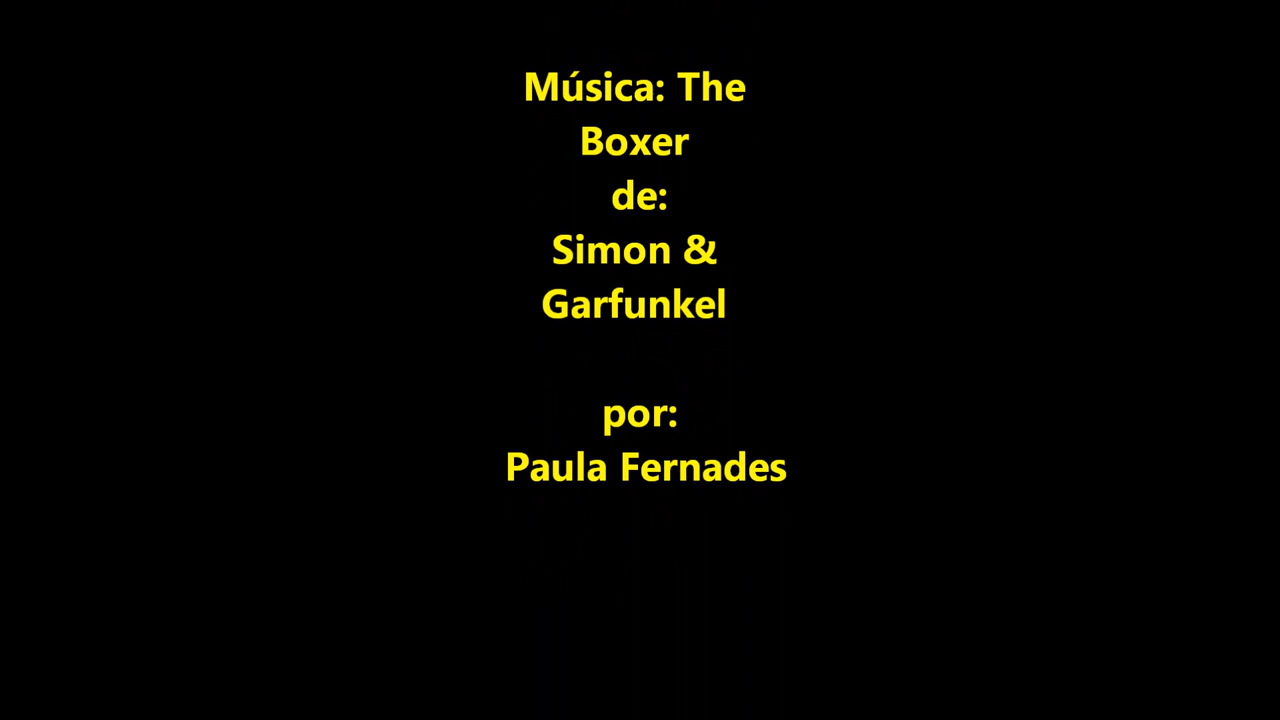 Música: The
Boxer
de:
Simon &
Garfunkel
por:
Paula Fernades